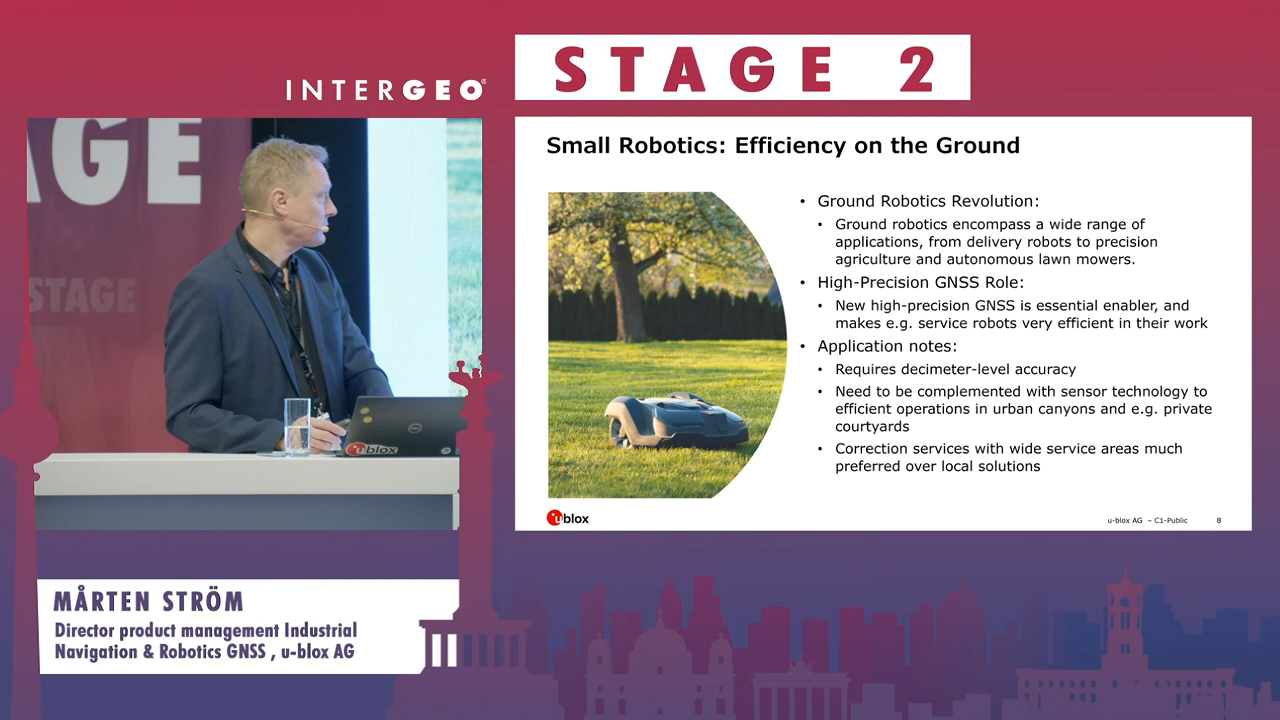 STAGE 2
INTERGEO®
AGE
STAGE
DELL
ublox
Small Robotics: Efficiency on the Ground
• Ground Robotics Revolution:
• Ground robotics encompass a wide range of
applications, from delivery robots to precision
agriculture and autonomous lawn mowers.
• High-Precision GNSS Role:
• New high-precision GNSS is essential enabler, and
makes e.g. service robots very efficient in their work
• Application notes:
• Requires decimeter-level accuracy
• Need to be complemented with sensor technology to
efficient operations in urban canyons and e.g. private
courtyards
• Correction services with wide service areas much
preferred over local solutions
ublox
u-blox AG – C1-Public 8
MÅRTEN STRÖM
Director product management Industrial
Navigation & Robotics GNSS , u-blox AG